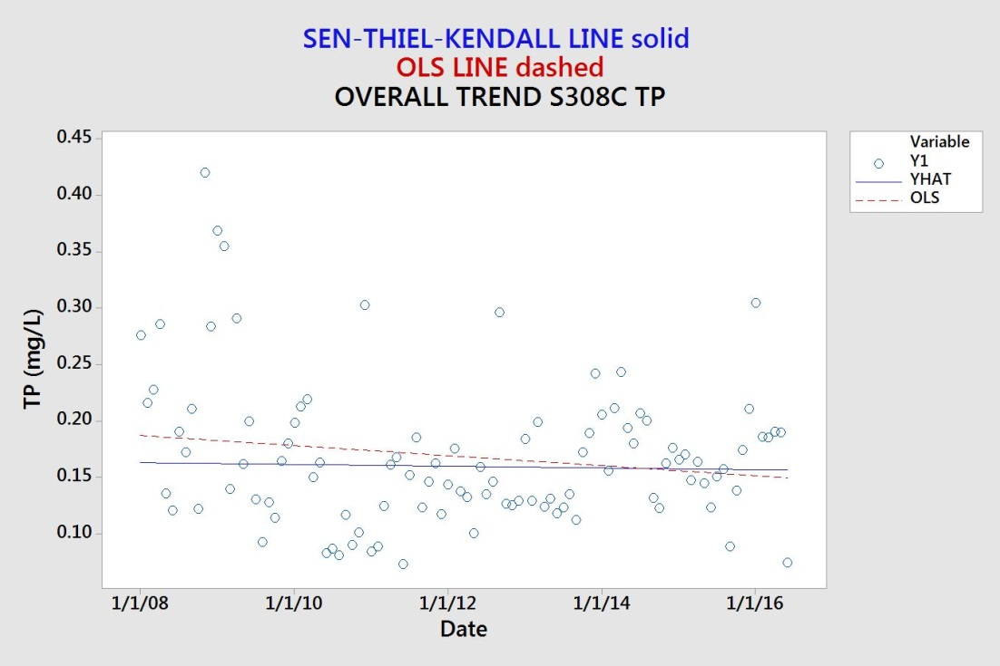 SEN-THIEL-KENDALL LINE solid
OLS LINE dashed
OVERALL TREND S308C TP
0.45
0.40
0.35
0.30
0.25
0.20
0.15
0.10
TP (mg/L)
1/1/08 1/1/10 1/1/12 1/1/14 1/1/16
Date
Variable
Y1
YHAT
OLS